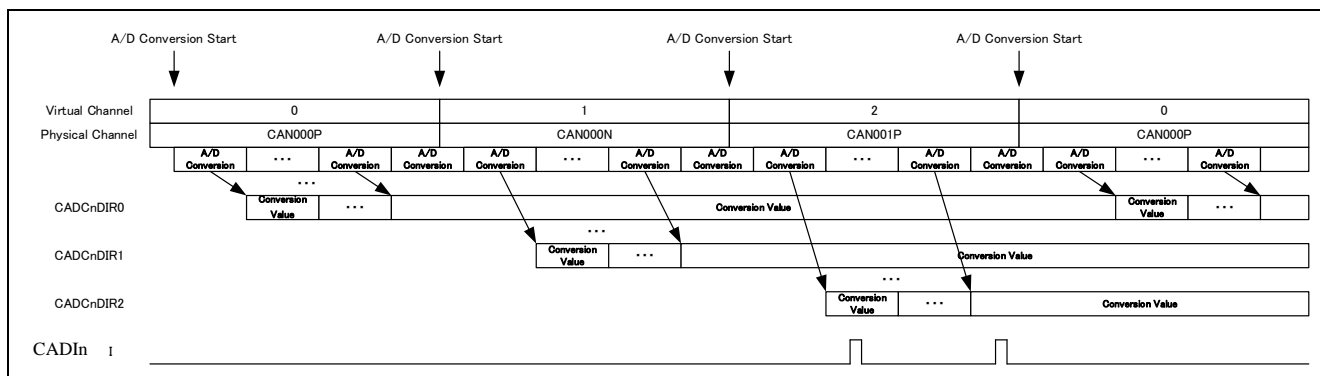 A/D Conversion Start A/D Conversion Start A/D Conversion Start A/D Conversion Start
Virtual Channel 0 1 2 0
Physical Channel CAN000P CAN000N CAN001P CAN000P
A/D Conversion ... A/D Conversion A/D Conversion A/D Conversion ... A/D Conversion A/D Conversion A/D Conversion ... A/D Conversion A/D Conversion ... A/D Conversion
...
CADCnDIR0 Conversion Value ... Conversion Value Conversion Value ...
...
CADCnDIR1 Conversion Value ... Conversion Value
...
CADCnDIR2 Conversion Value ... Conversion Value
CADIn I